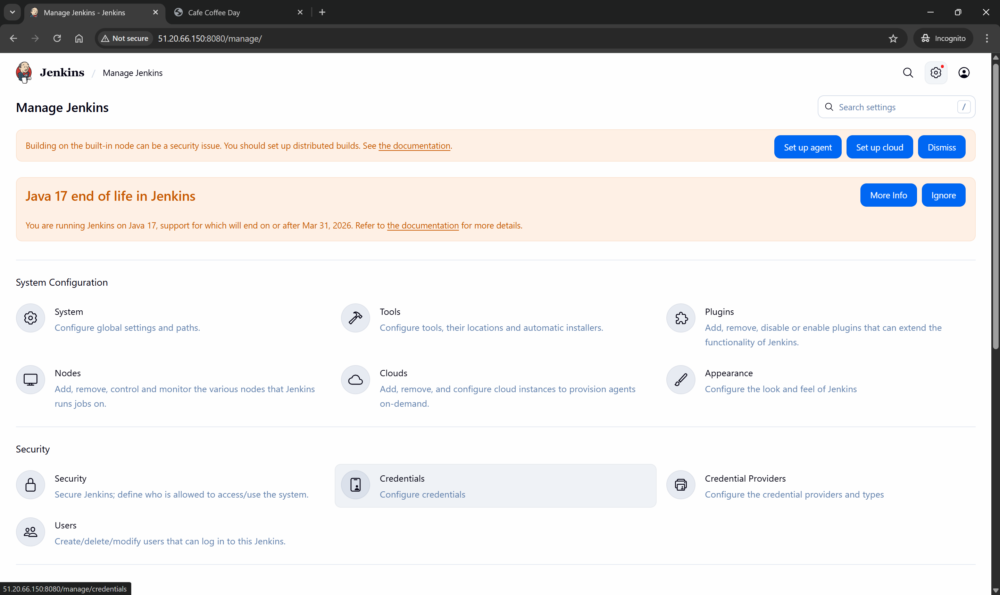 Manage Jenkins - Jenkins
Cafe Coffee Day
Not secure
51.20.66.150:8080/manage/
Incognito
Jenkins / Manage Jenkins
Manage Jenkins
Search settings
/
Building on the built-in node can be a security issue. You should set up distributed builds. See the documentation.
Set up agent
Set up cloud
Dismiss
Java 17 end of life in Jenkins
More Info
Ignore
You are running Jenkins on Java 17, support for which will end on or after Mar 31, 2026. Refer to the documentation for more details.
System Configuration
System
Configure global settings and paths.
Tools
Configure tools, their locations and automatic installers.
Plugins
Add, remove, disable or enable plugins that can extend the
functionality of Jenkins.
Nodes
Add, remove, control and monitor the various nodes that Jenkins
runs jobs on.
Clouds
Add, remove, and configure cloud instances to provision agents
on-demand.
Appearance
Configure the look and feel of Jenkins
Security
Security
Secure Jenkins; define who is allowed to access/use the system.
Credentials
Configure credentials
Credential Providers
Configure the credential providers and types
Users
Create/delete/modify users that can log in to this Jenkins.
51.20.66.150:8080/manage/credentials